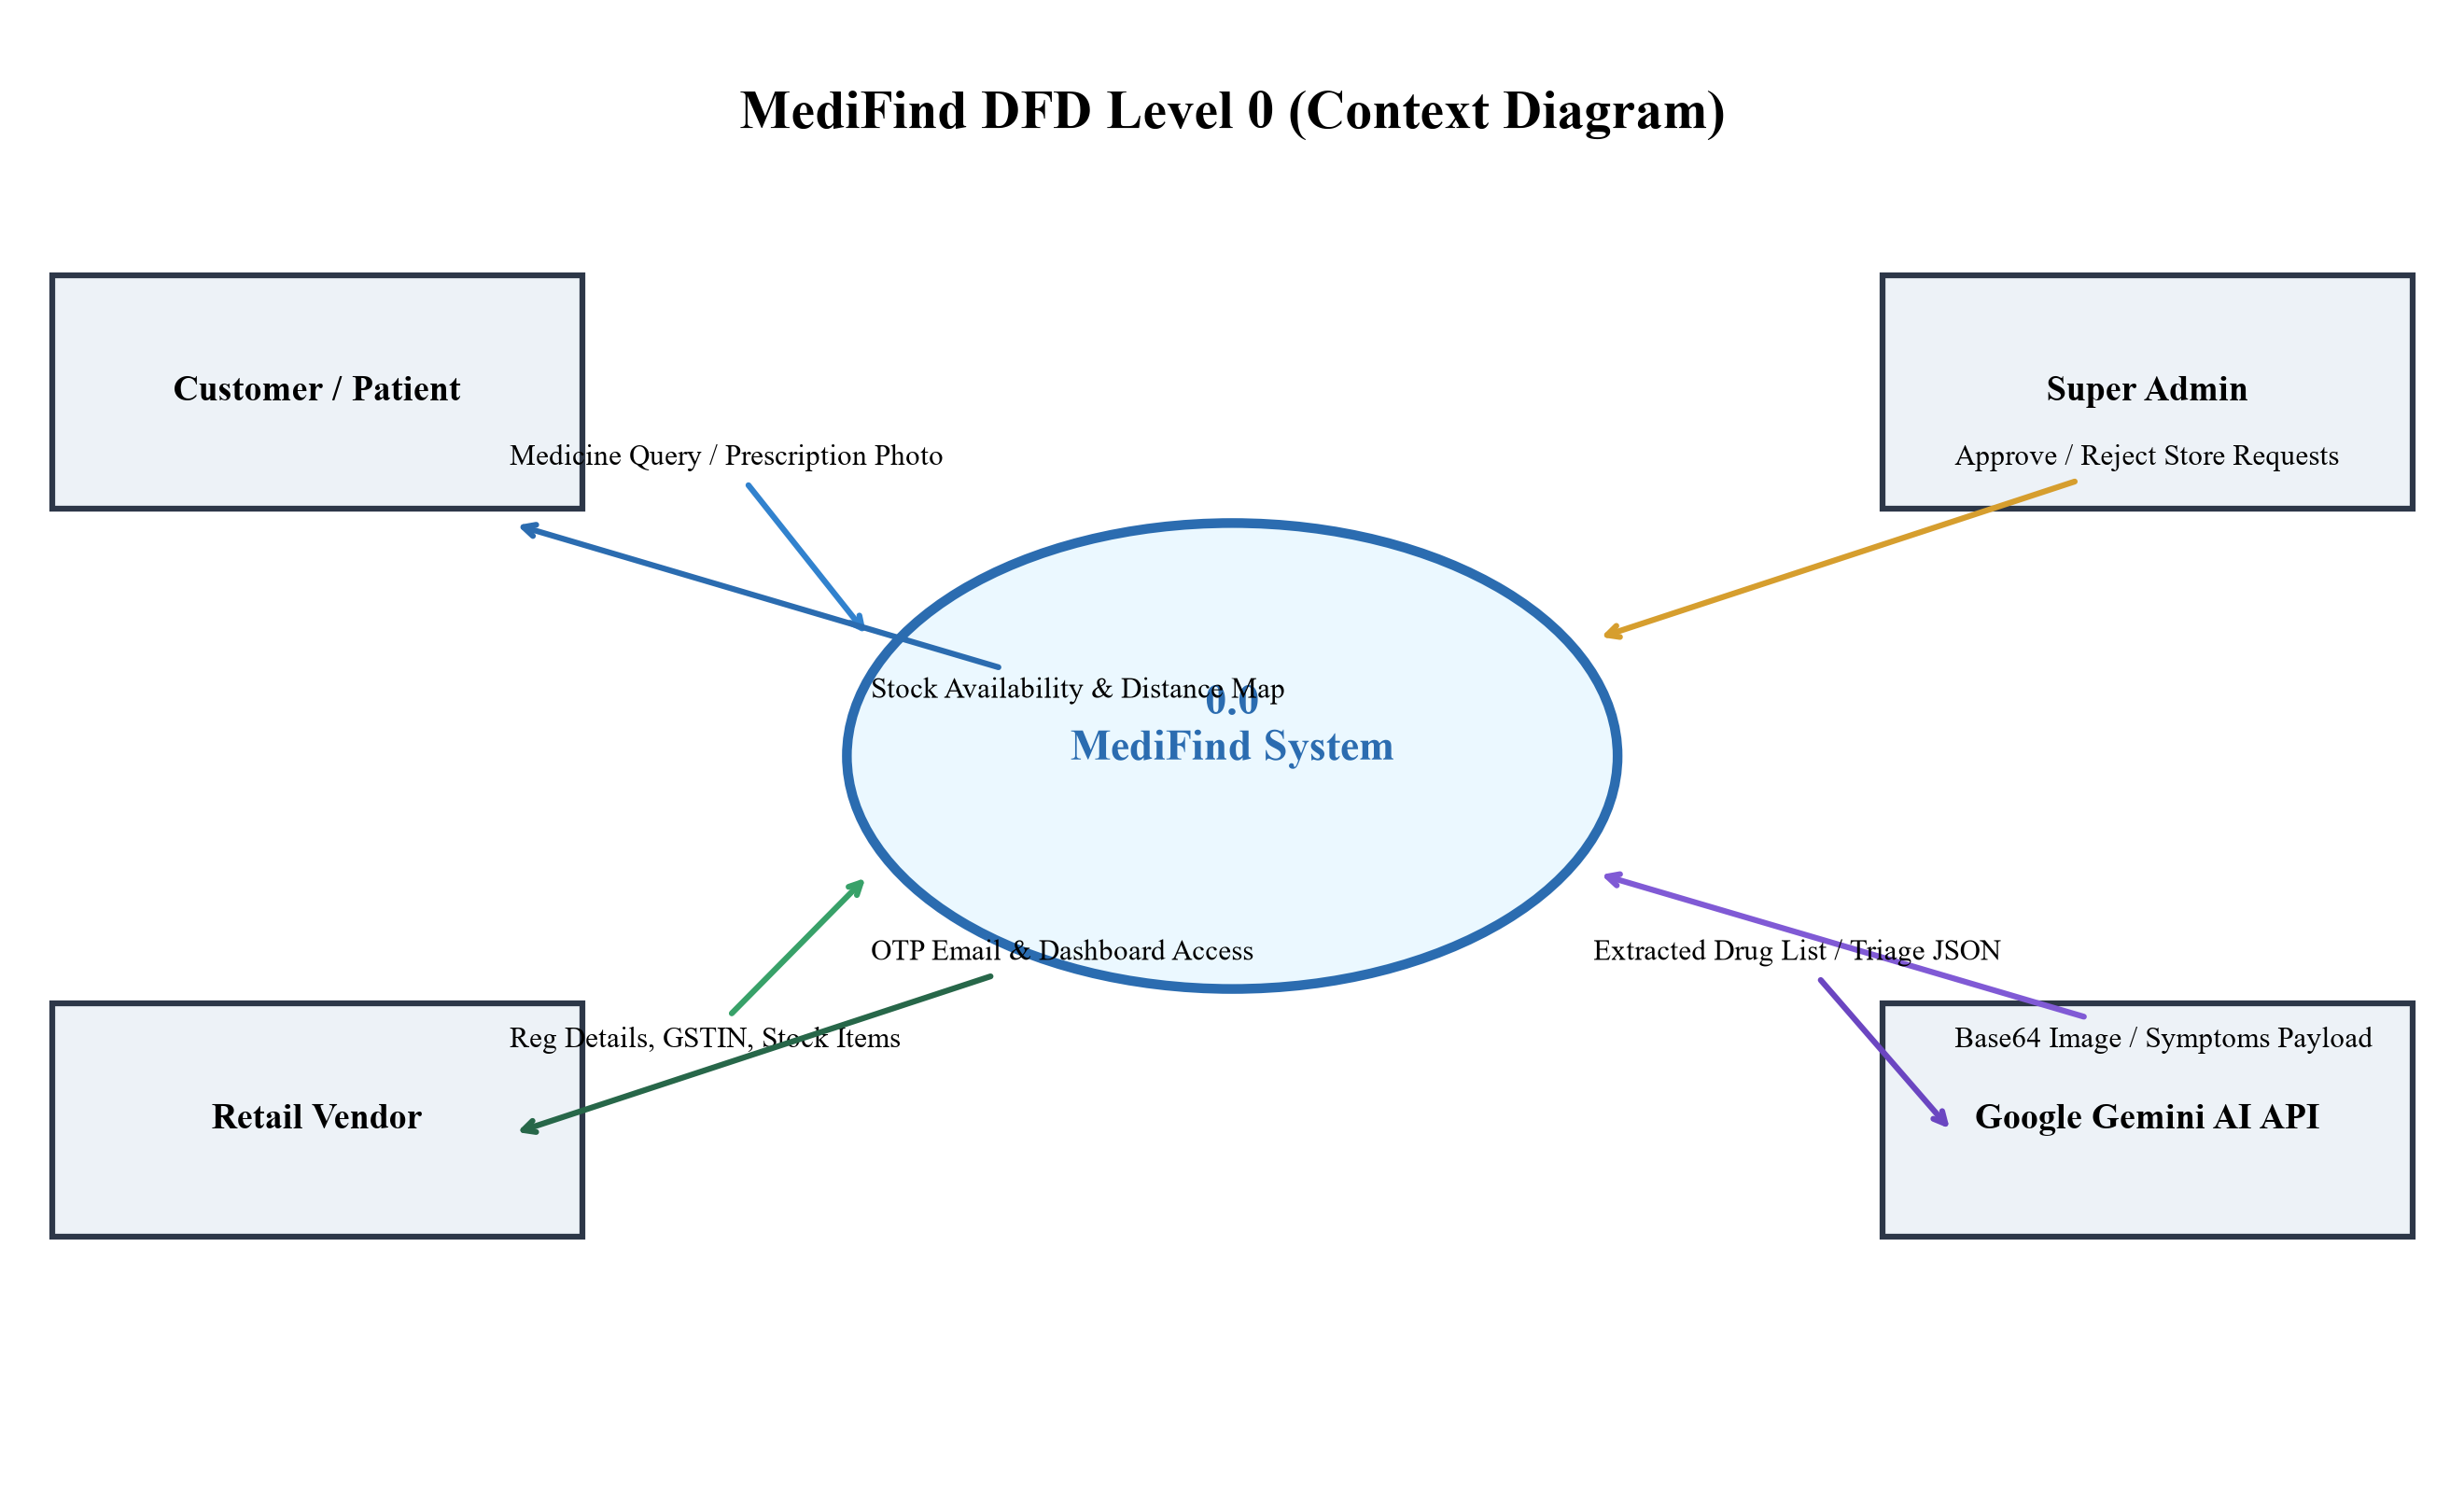 MediFind DFD Level 0 (Context Diagram)
Customer / Patient
Super Admin
Medicine Query / Prescription Photo
Approve / Reject Store Requests
Stock Availability & Distance Map
0.0
MediFind System
OTP Email & Dashboard Access
Extracted Drug List / Triage JSON
Reg Details, GSTIN, Stock Items
Base64 Image / Symptoms Payload
Retail Vendor
Google Gemini AI API